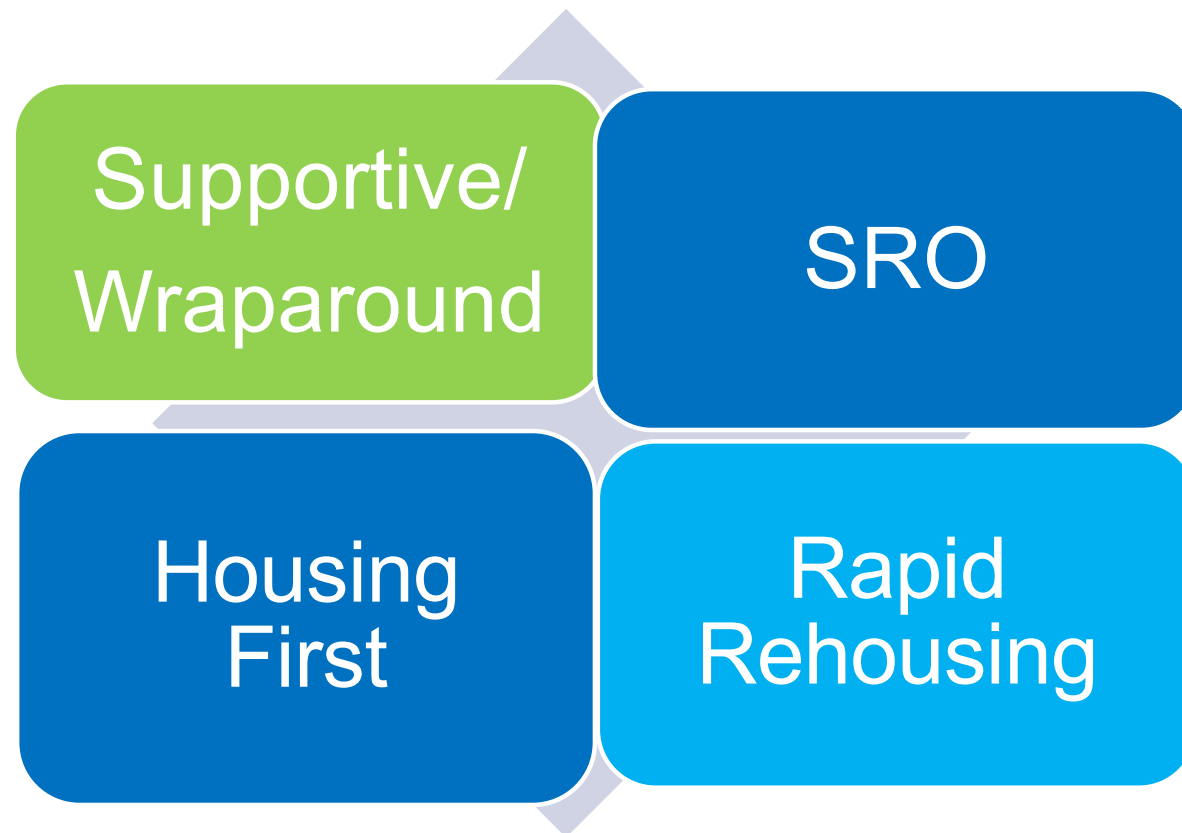 Supportive/
Wraparound
SRO
Housing
First
Rapid
Rehousing